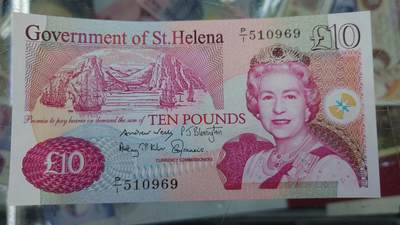 Government of St.Helena
P/1 510969
£10
Promise to pay bearer on demand the sum of
TEN POUNDS
CURRENCY COMMISSIONERS
£10
P/1 510969